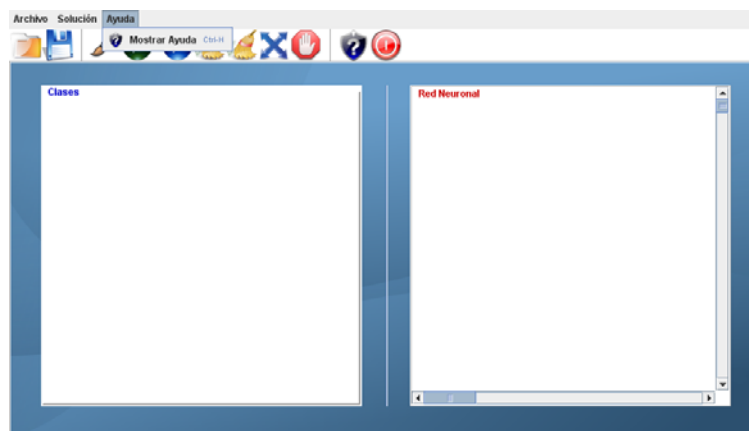 Archivo Solución Ayuda
Mostrar Ayuda Ctrl-H
Clases
Red Neuronal